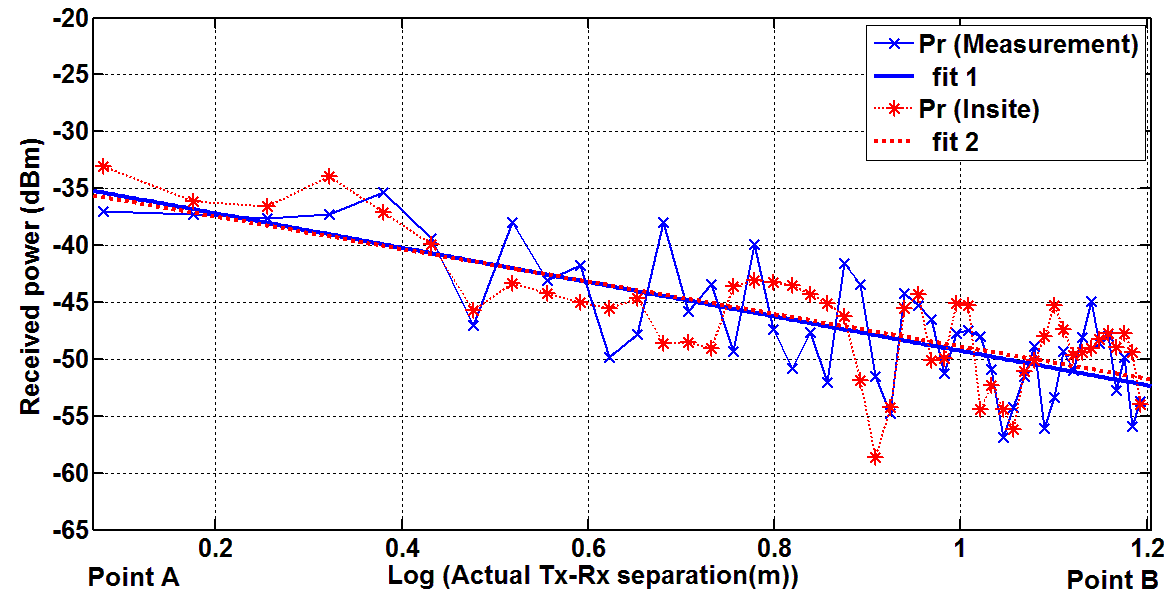 -20
-25
-30
-35
-40
-45
-50
-55
-60
-65
Received power (dBm)
Pr (Measurement)
fit 1
Pr (Insite)
fit 2
0.2 0.4 0.6 0.8 1 1.2
Point A Log (Actual Tx-Rx separation(m)) Point B